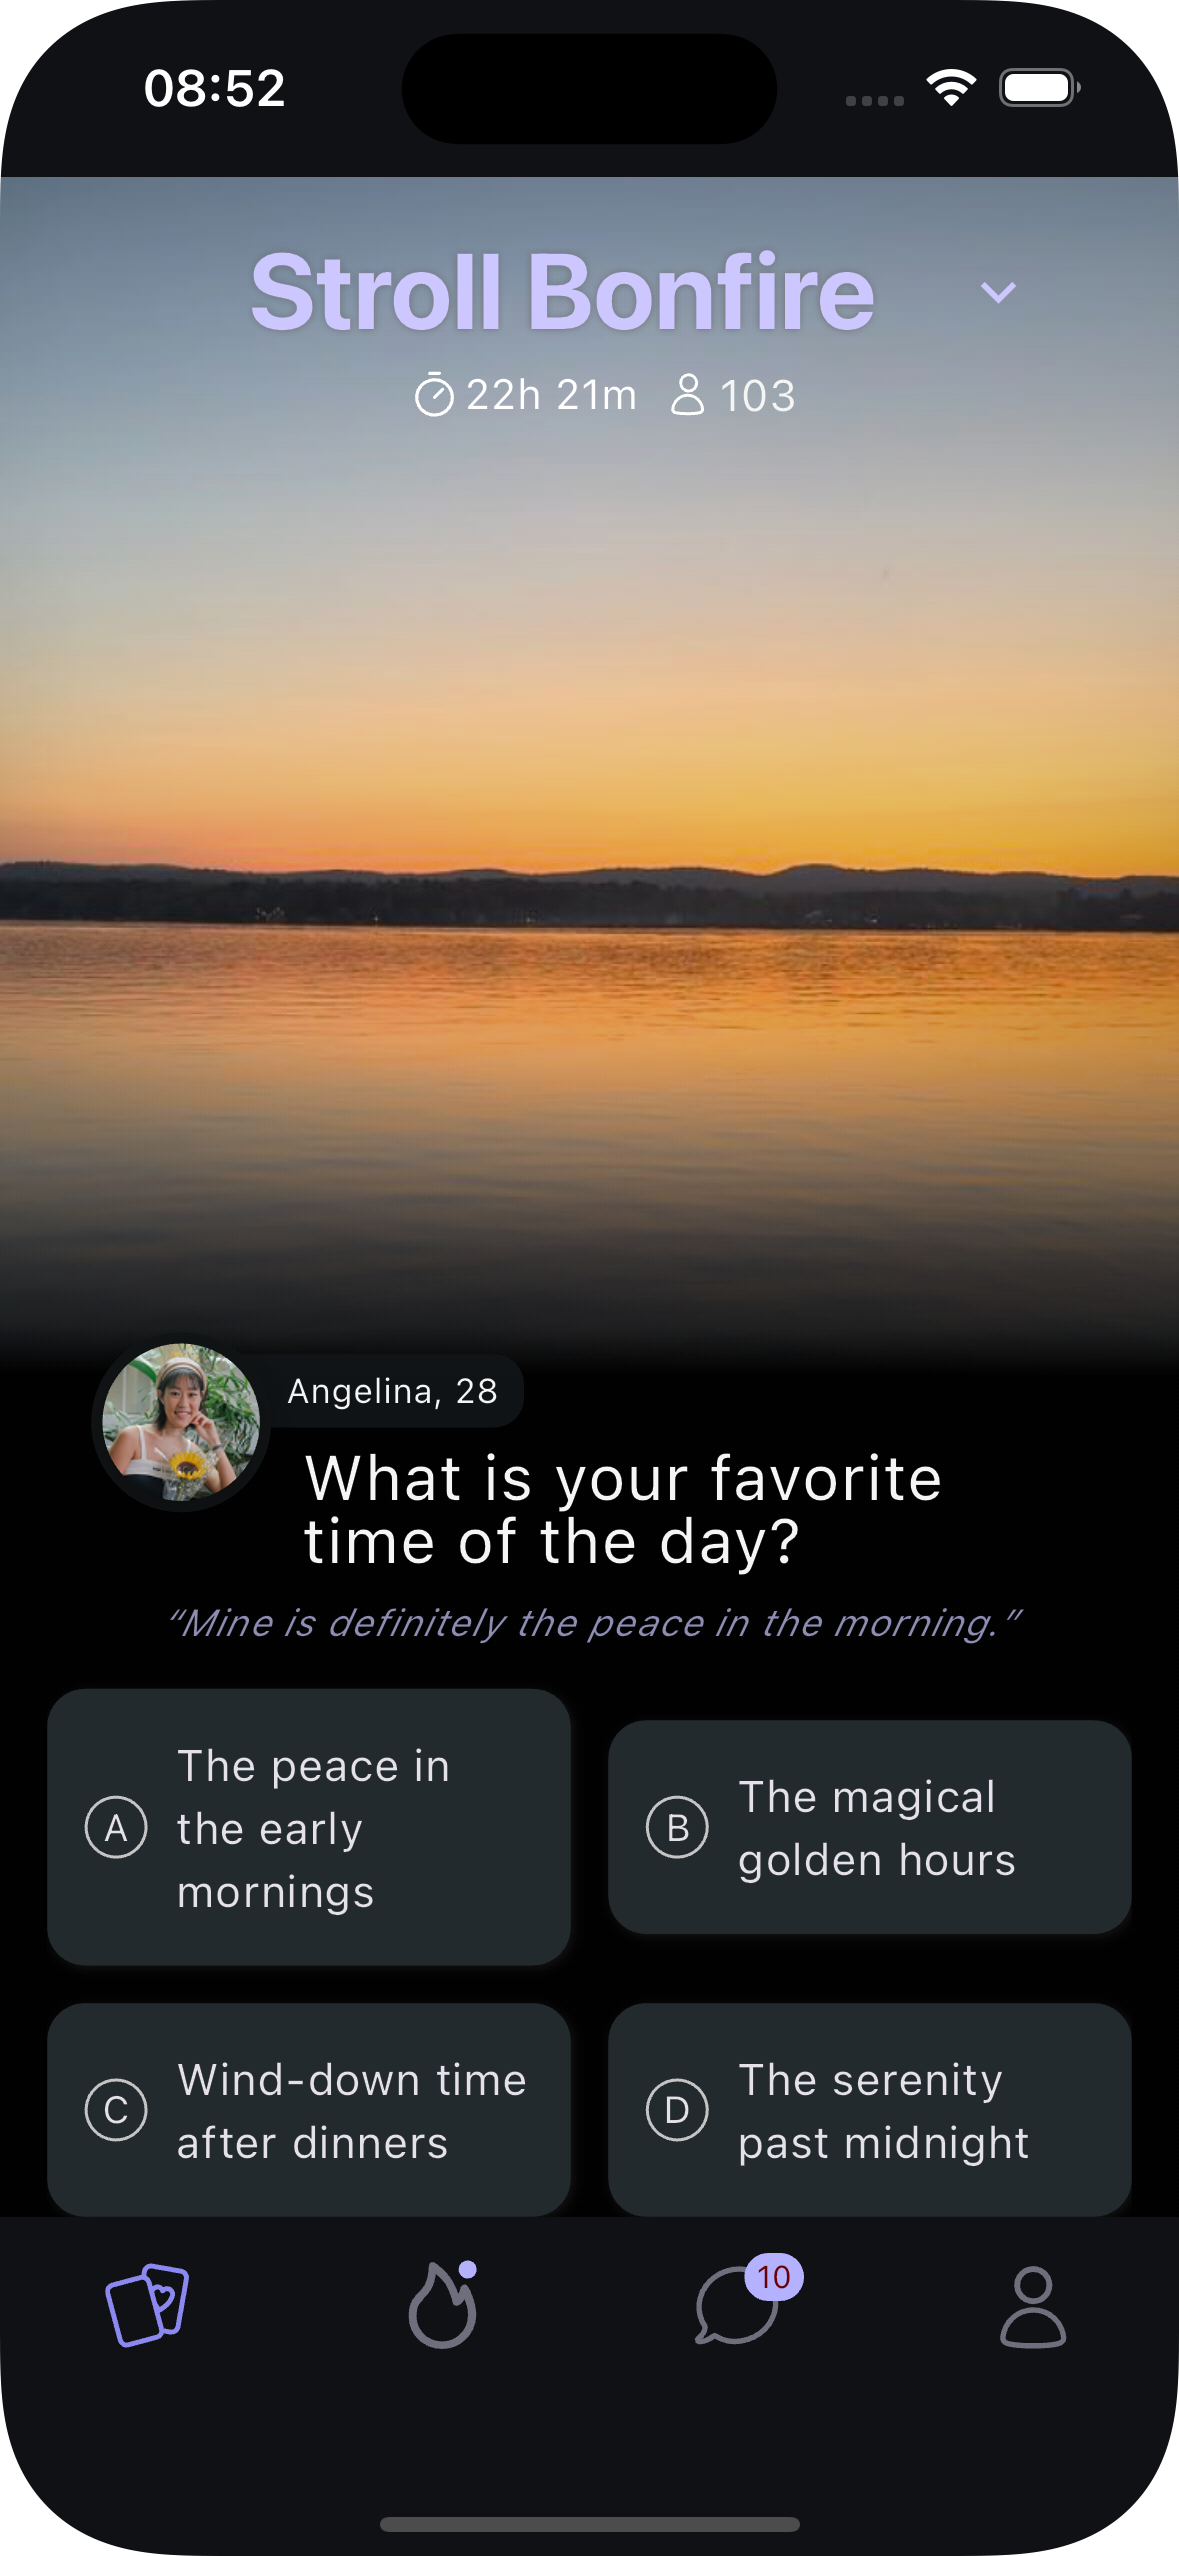 08:52
Stroll Bonfire
22h 21m 103
Angelina, 28
What is your favorite
time of the day?
“Mine is definitely the peace in the morning.”
A
The peace in
the early
mornings
B
The magical
golden hours
C
Wind-down time
after dinners
D
The serenity
past midnight
10